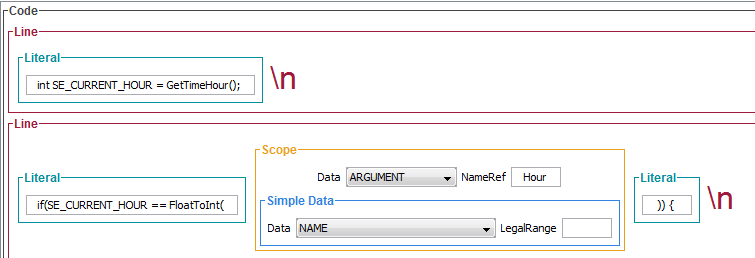 Code
Line
Literal
int SE_CURRENT_HOUR = GetTimeHour();
\n
Line
Literal
if(SE_CURRENT_HOUR == FloatToInt(
Scope
Data ARGUMENT NameRef Hour
Simple Data
Data NAME LegalRange
Literal
)) {
\n